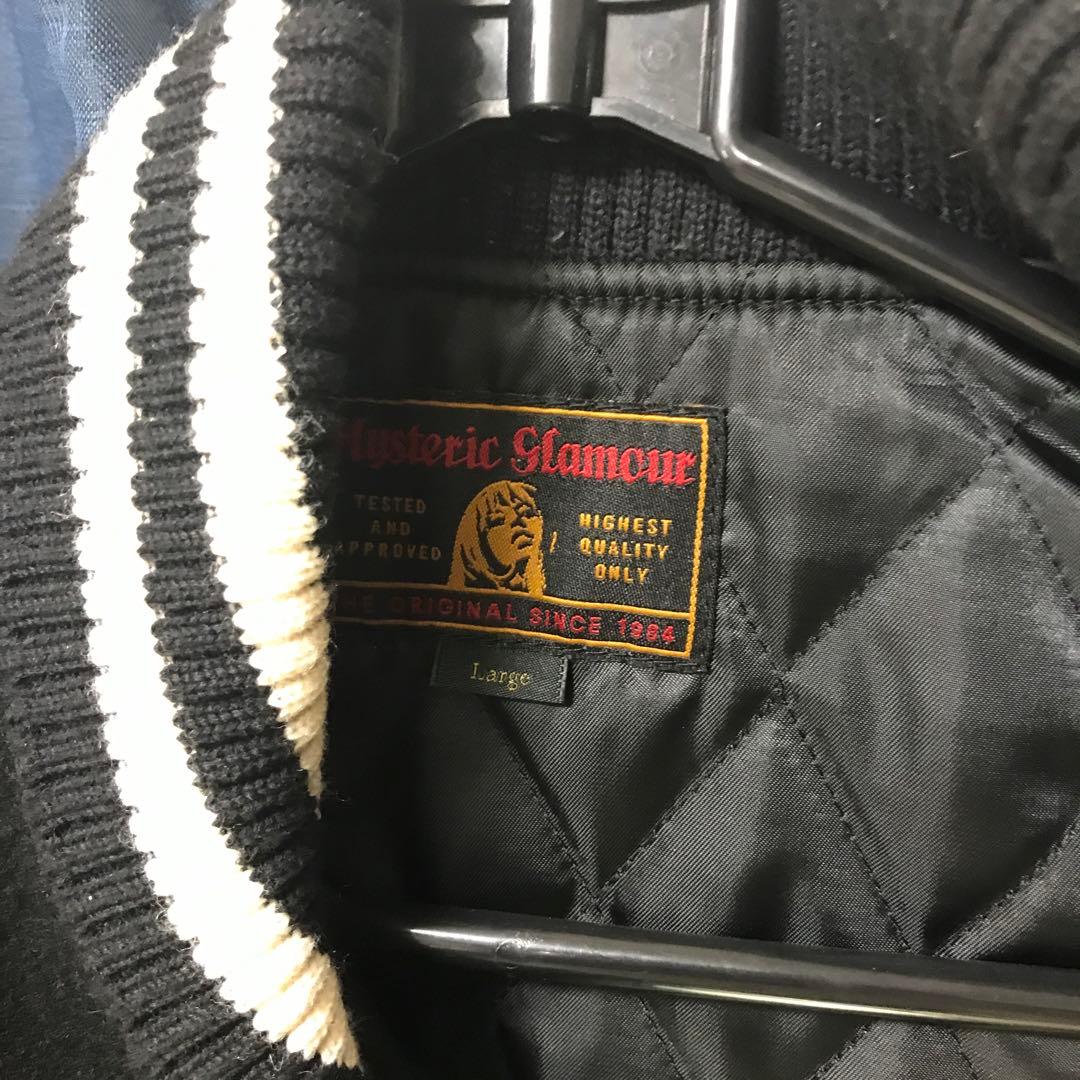 Hysteric Glamour
TESTED
AND
APPROVED
HIGHEST
QUALITY
ONLY
THE ORIGINAL SINCE 1984
Large